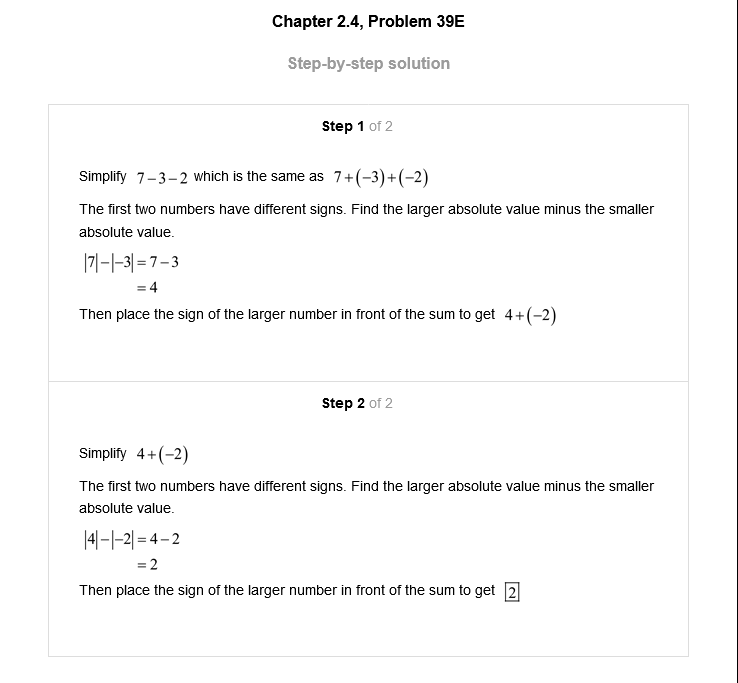 Chapter 2.4, Problem 39E
Step-by-step solution
Step 1 of 2
Simplify 7−3−2 which is the same as 7+(−3)+(−2)
The first two numbers have different signs. Find the larger absolute value minus the smaller
absolute value.
|7|−|−3|=7−3
=4
Then place the sign of the larger number in front of the sum to get 4+(−2)
Step 2 of 2
Simplify 4+(−2)
The first two numbers have different signs. Find the larger absolute value minus the smaller
absolute value.
|4|−|−2|=4−2
=2
Then place the sign of the larger number in front of the sum to get 2